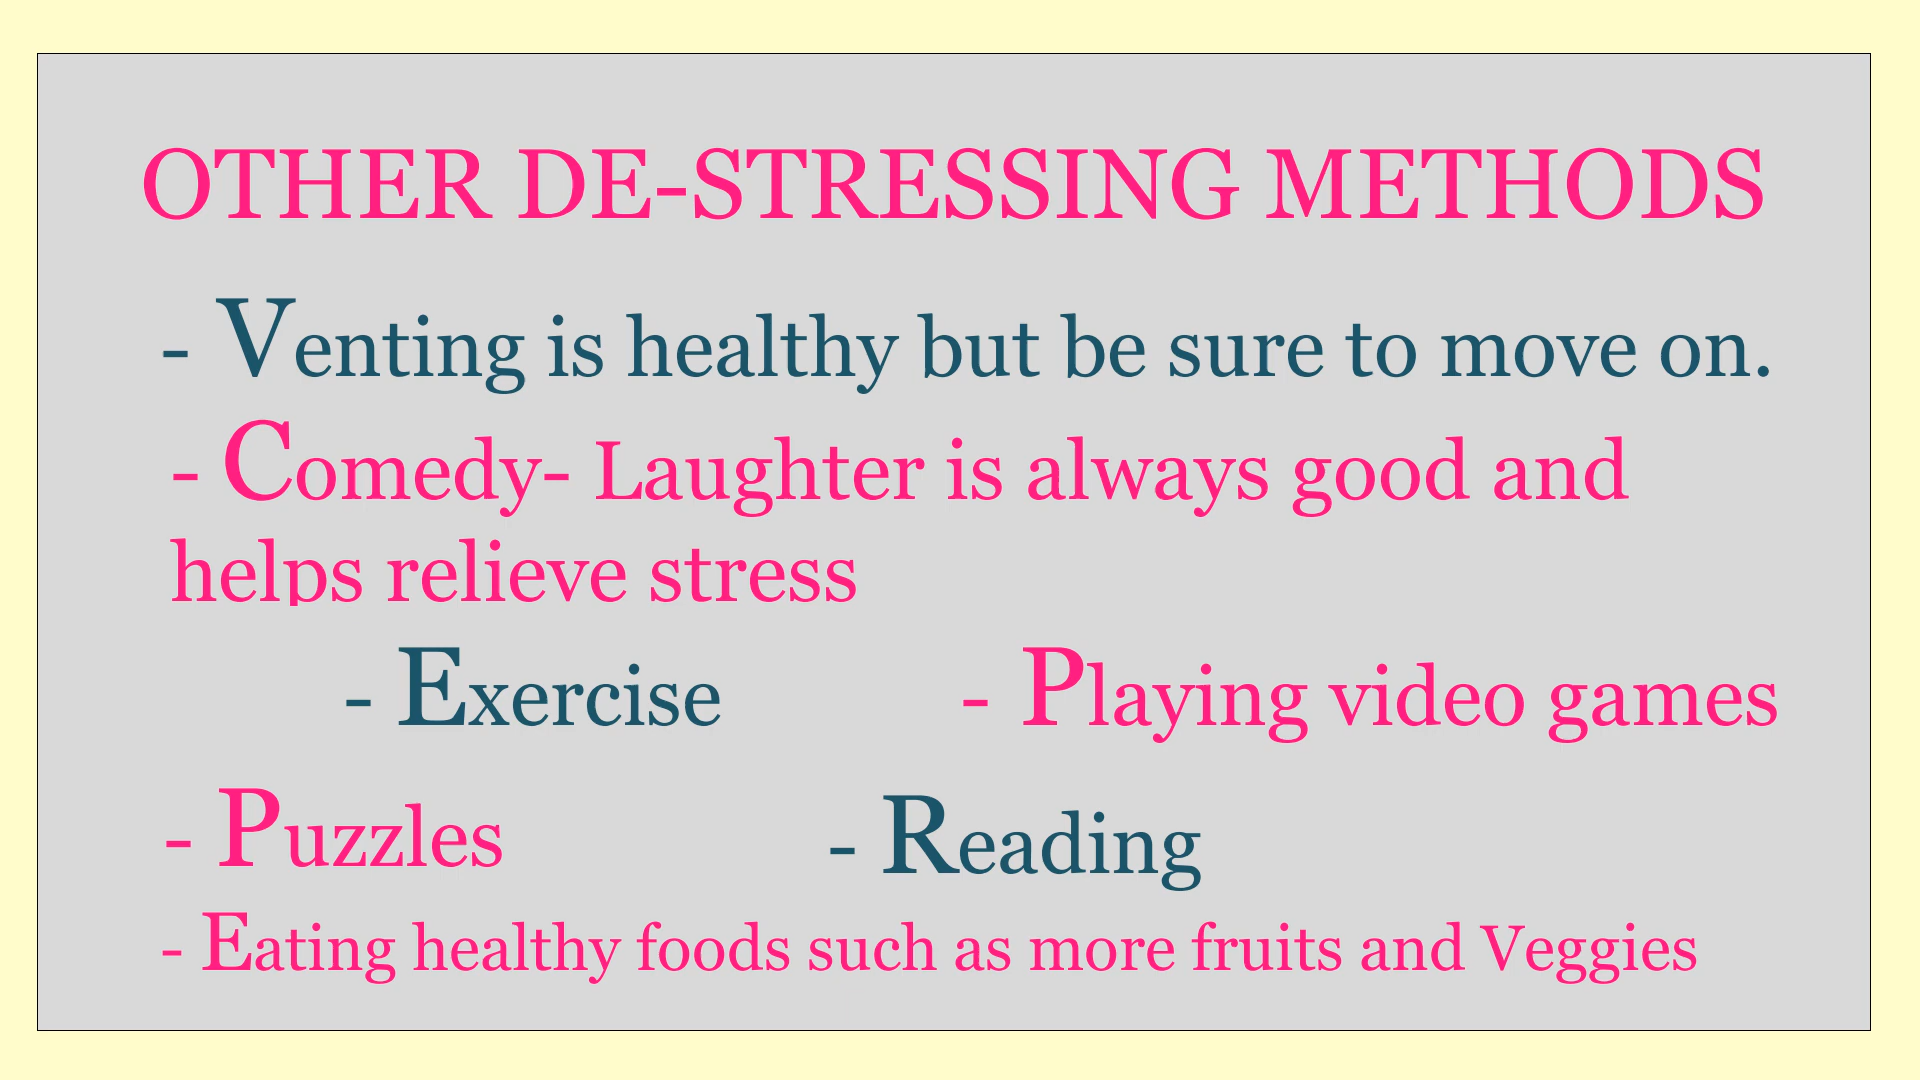 OTHER DE-STRESSING METHODS
- Venting is healthy but be sure to move on.
- Comedy- Laughter is always good and
helps relieve stress
- Exercise
- Playing video games
- Puzzles
- Reading
- Eating healthy foods such as more fruits and Veggies